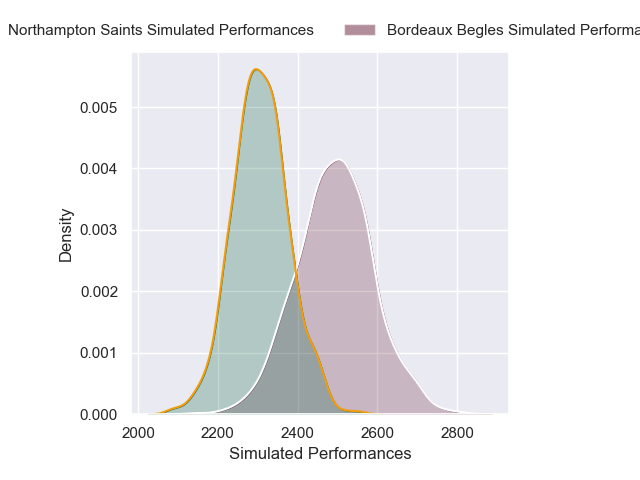 Northampton Saints Simulated Performances
Bordeaux Begles Simulated Performa
0.005
0.004
0.003
0.002
0.001
0.000
Density
2000
2200
2400
2600
2800
Simulated Performances